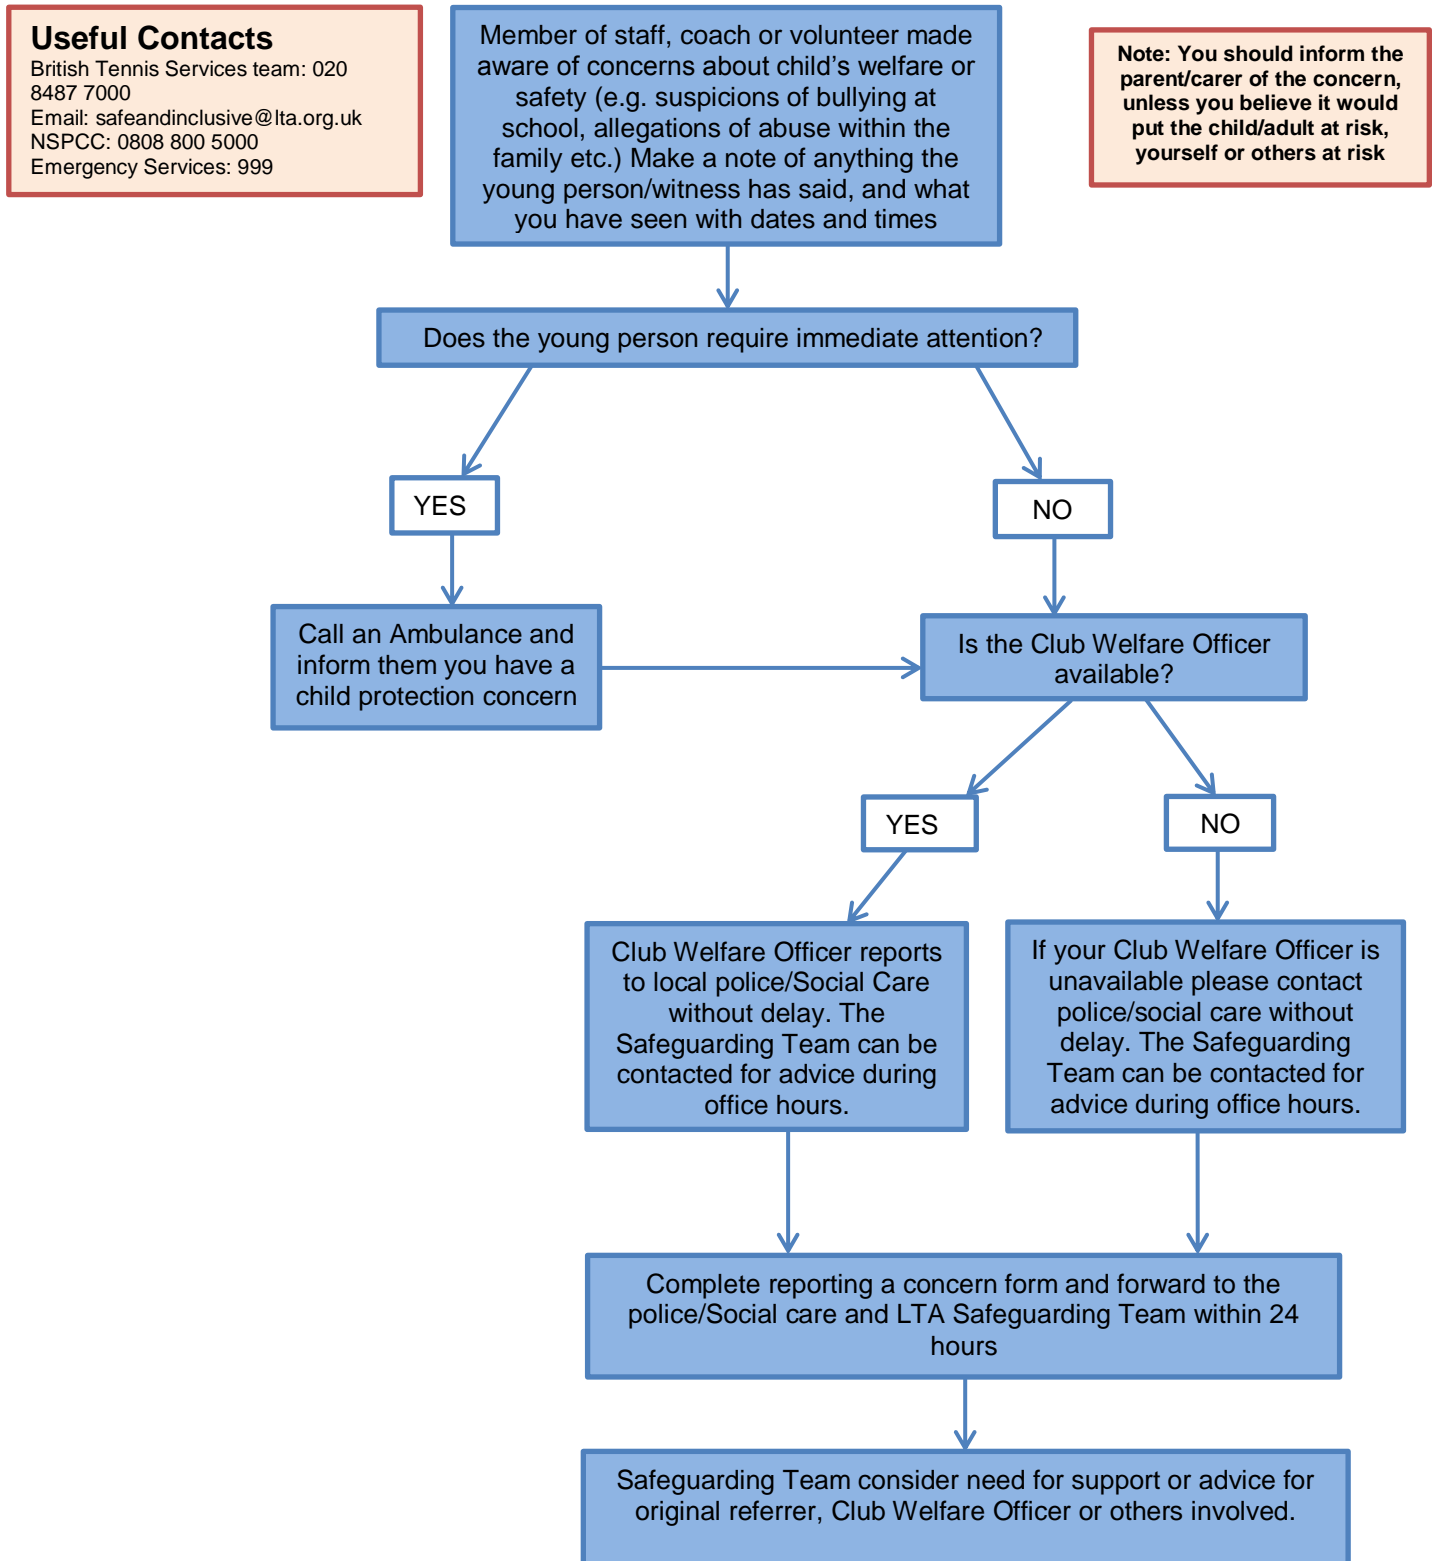 Useful Contacts
British Tennis Services team: 020
8487 7000
Email: safeandinclusive@lta.org.uk
NSPCC: 0808 800 5000
Emergency Services: 999
Member of staff, coach or volunteer made
aware of concerns about child's welfare or
safety (e.g. suspicions of bullying at
school, allegations of abuse within the
family etc.) Make a note of anything the
young person/witness has said, and what
you have seen with dates and times
Note: You should inform the
parent/carer of the concern,
unless you believe it would
put the child/adult at risk,
yourself or others at risk
Does the young person require immediate attention?
YES
NO
Call an Ambulance and
inform them you have a
child protection concern
Is the Club Welfare Officer
available?
YES
NO
Club Welfare Officer reports
to local police/Social Care
without delay. The
Safeguarding Team can be
contacted for advice during
office hours.
If your Club Welfare Officer is
unavailable please contact
police/social care without
delay. The Safeguarding
Team can be contacted for
advice during office hours.
Complete reporting a concern form and forward to the
police/Social care and LTA Safeguarding Team within 24
hours
Safeguarding Team consider need for support or advice for
original referrer, Club Welfare Officer or others involved.